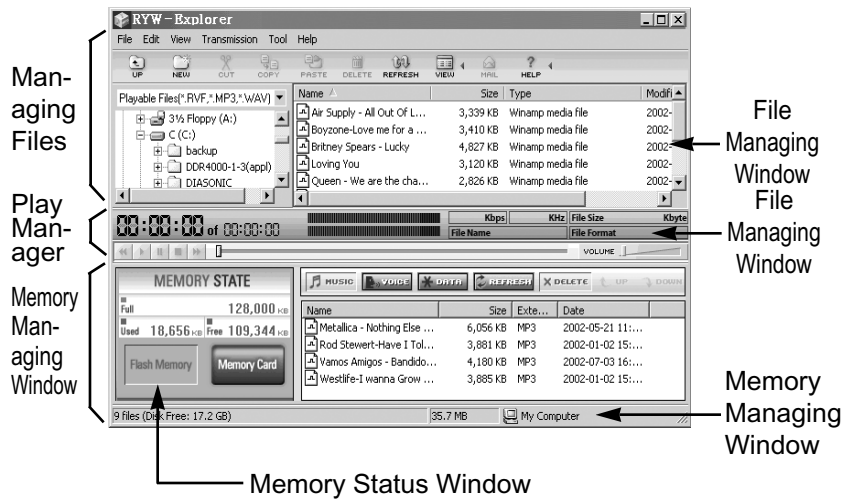 RYW-Explorer
File Edit View Transmission Tool Help
UP NEW CUT COPY PASTE DELETE REFRESH VIEW MAIL HELP
Man-
aging
Files
Playable Files(*.RVF,*.MP3,*.WAV)
3½ Floppy (A:)
C (C:)
backup
DDR4000-1-3(appl)
DIASONIC
Name Size Type Modifi
Air Supply - All Out Of L... 3,339 KB Winamp media file 2002-
Boyzone-Love me for a ... 3,410 KB Winamp media file 2002-
Britney Spears - Lucky 4,827 KB Winamp media file 2002-
Loving You 3,120 KB Winamp media file 2002-
Queen - We are the cha... 2,826 KB Winamp media file 2002-
File
Managing
Window
Play
Man-
ager
00:00:00 of 00:00:00
Kbps KHz File Size Kbyte
File Name File Format
VOLUME
File
Managing
Window
Memory
Man-
aging
Window
MEMORY STATE
Full 128,000 KB
Used 18,656 KB Free 109,344 KB
Flash Memory Memory Card
MUSIC VOICE DATA REFRESH DELETE UP DOWN
Name Size Exte... Date
Metallica - Nothing Else ... 6,056 KB MP3 2002-05-21 11:...
Rod Stewert-Have I Tol... 3,881 KB MP3 2002-01-02 15:...
Vamos Amigos - Bandido... 4,180 KB MP3 2002-07-03 16:...
Westlife-I wanna Grow ... 3,885 KB MP3 2002-01-02 15:...
9 files (Disk Free: 17.2 GB) 35.7 MB My Computer
Memory
Managing
Window
Memory Status Window